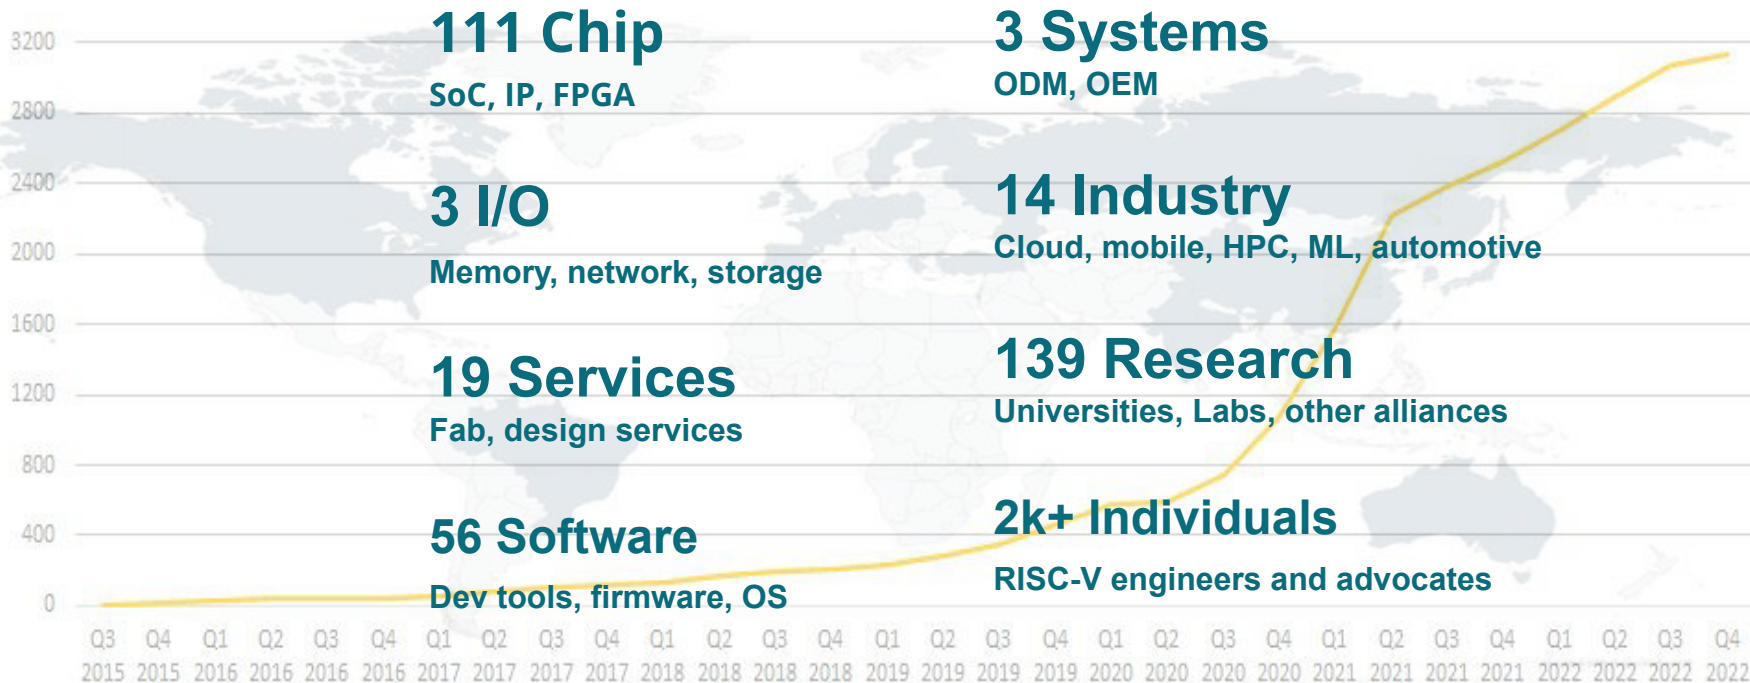 111 Chip
SoC, IP, FPGA
3 I/O
Memory, network, storage
19 Services
Fab, design services
56 Software
Dev tools, firmware, OS
3 Systems
ODM, OEM
14 Industry
Cloud, mobile, HPC, ML, automotive
139 Research
Universities, Labs, other alliances
2k+ Individuals
RISC-V engineers and advocates
3200
2800
2400
2000
1600
1200
800
400
0
Q3 Q4 Q1 Q2 Q3 Q4 Q1 Q2 Q3 Q4 Q1 Q2 Q3 Q4 Q1 Q2 Q3 Q4 Q1 Q2 Q3 Q4 Q1 Q2 Q3 Q4 Q1 Q2 Q3 Q4
2015 2015 2016 2016 2016 2016 2017 2017 2017 2017 2018 2018 2018 2018 2019 2019 2019 2019 2020 2020 2020 2020 2021 2021 2021 2021 2022 2022 2022 2022